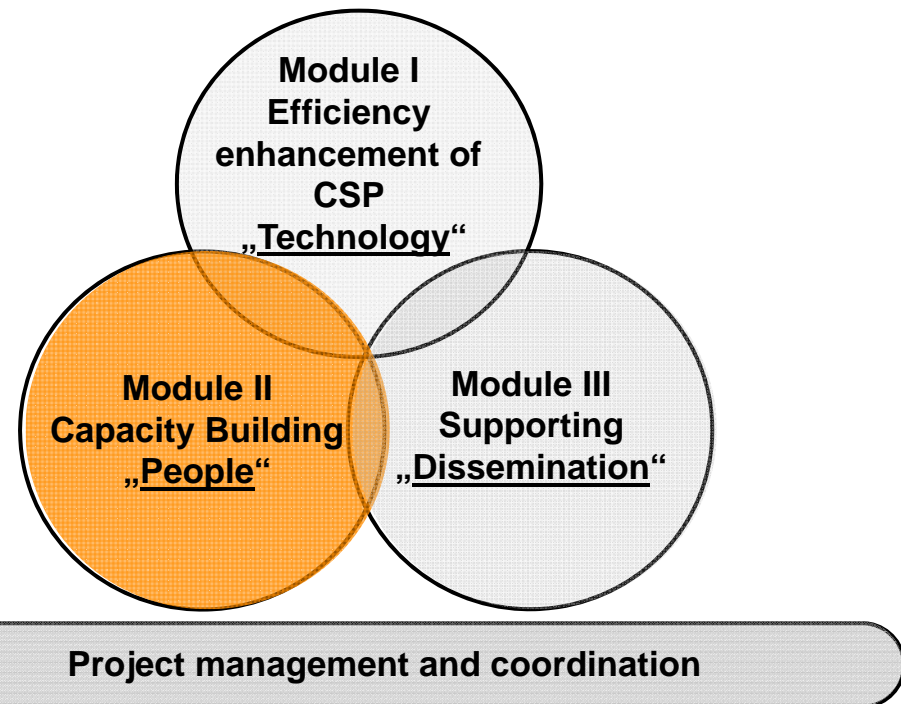 Module I
Efficiency
enhancement of
CSP
„Technology“
Module II
Capacity Building
„People“
Module III
Supporting
„Dissemination“
Project management and coordination